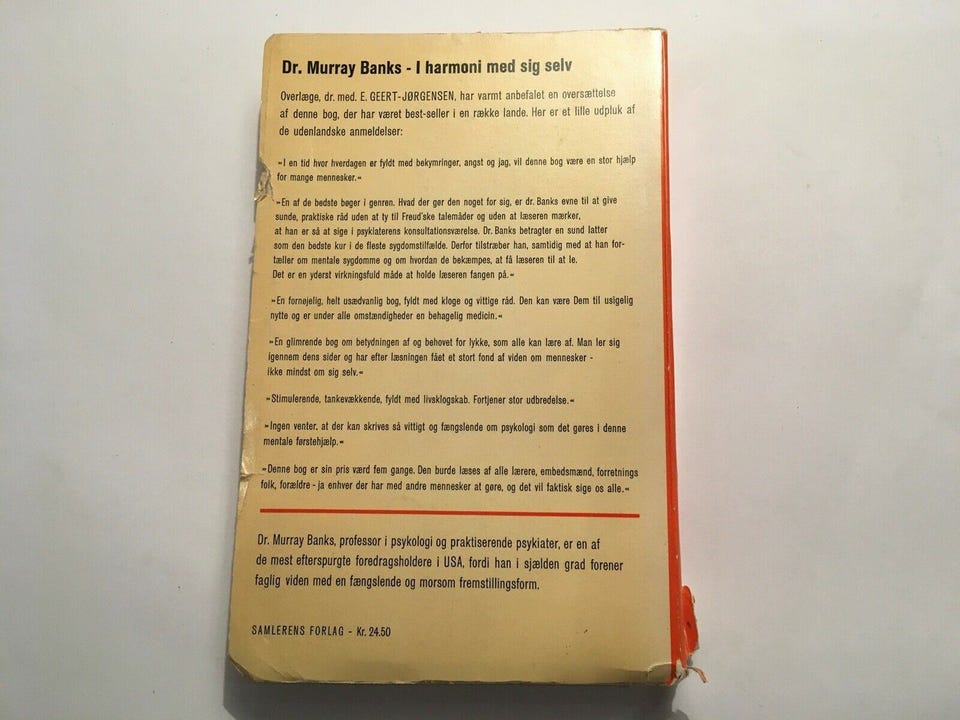 Dr. Murray Banks - I harmoni med sig selv
Overlæge, dr. med. E. GEERT-JØRGENSEN, har varmt anbefalet en oversættelse
af denne bog, der har været best-seller i en række lande. Her er et lille udpluk af
de udenlandske anmeldelser:
»I en tid hvor hverdagen er fyldt med bekymringer, angst og jag, vil denne bog være en stor hjælp
for mange mennesker.«
»En af de bedste bøger i genren. Hvad der gør den noget for sig, er dr. Banks evne til at give
sunde, praktiske råd uden at ty til Freud'ske talemåder og uden at læseren mærker,
at han er så at sige i psykiaterens konsultationsværelse. Dr. Banks betragter en sund latter
som den bedste kur i de fleste sygdomstilfælde. Derfor tilstræber han, samtidig med at han for-
tæller om mentale sygdomme og om hvordan de bekæmpes, at få læseren til at le.
Det er en yderst virkningsfuld måde at holde læseren fangen på.«
»En fornøjelig, helt usædvanlig bog, fyldt med kloge og vittige råd. Den kan være Dem til usigelig
nytte og er under alle omstændigheder en behagelig medicin.«
»En glimrende bog om betydningen af og behovet for lykke, som alle kan lære af. Man ler sig
igennem dens sider og har efter læsningen fået et stort fond af viden om mennesker -
ikke mindst om sig selv.«
»Stimulerende, tankevækkende, fyldt med livsklogskab. Fortjener stor udbredelse.«
»Ingen venter, at der kan skrives så vittigt og fængslende om psykologi som det gøres i denne
mentale førstehjælp.«
»Denne bog er sin pris værd fem gange. Den burde læses af alle lærere, embedsmænd, forretnings
folk, forældre - ja enhver der har med andre mennesker at gøre, og det vil faktisk sige os alle.«
Dr. Murray Banks, professor i psykologi og praktiserende psykiater, er en af
de mest efterspurgte foredragsholdere i USA, fordi han i sjælden grad forener
faglig viden med en fængslende og morsom fremstillingsform.
SAMLERENS FORLAG - Kr. 24.50